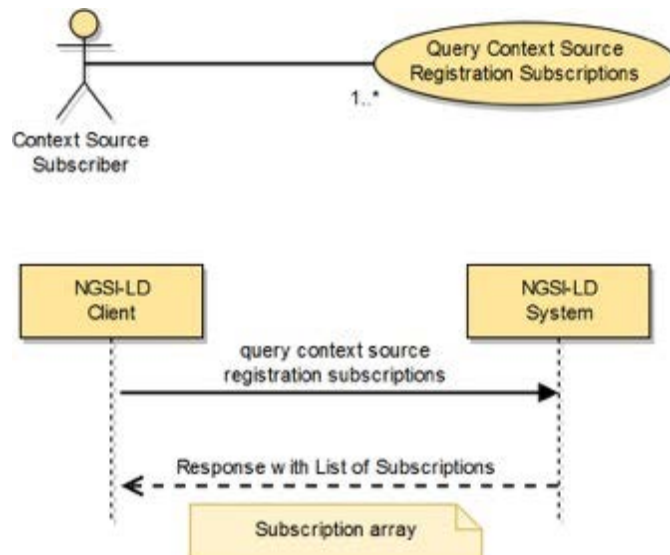 Query Context Source
Registration Subscriptions
1..*
Context Source
Subscriber
NGSI-LD
Client
NGSI-LD
System
query context source
registration subscriptions
Response with List of Subscriptions
Subscription array